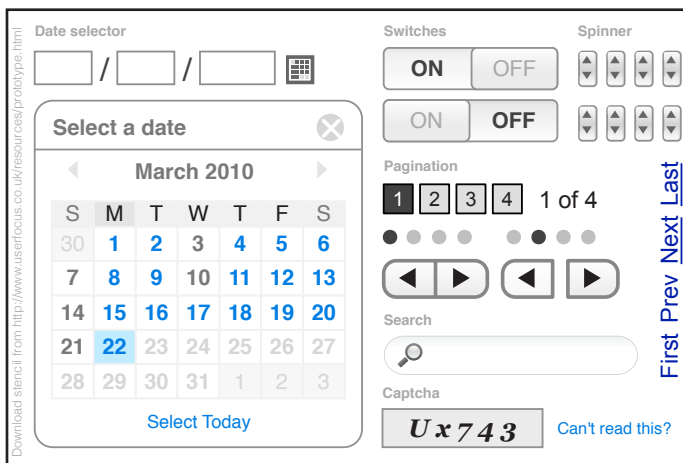 Download stencil from http://www.userfocus.co.uk/resources/prototype.html
Date selector
/ /
Select a date
March 2010
S M T W T F S
30 1 2 3 4 5 6
7 8 9 10 11 12 13
14 15 16 17 18 19 20
21 22 23 24 25 26 27
28 29 30 31 1 2 3
Select Today
Switches
ON OFF
ON OFF
Spinner
Pagination
1 2 3 4 1 of 4
First Prev Next Last
Search
Captcha
Ux743
Can't read this?